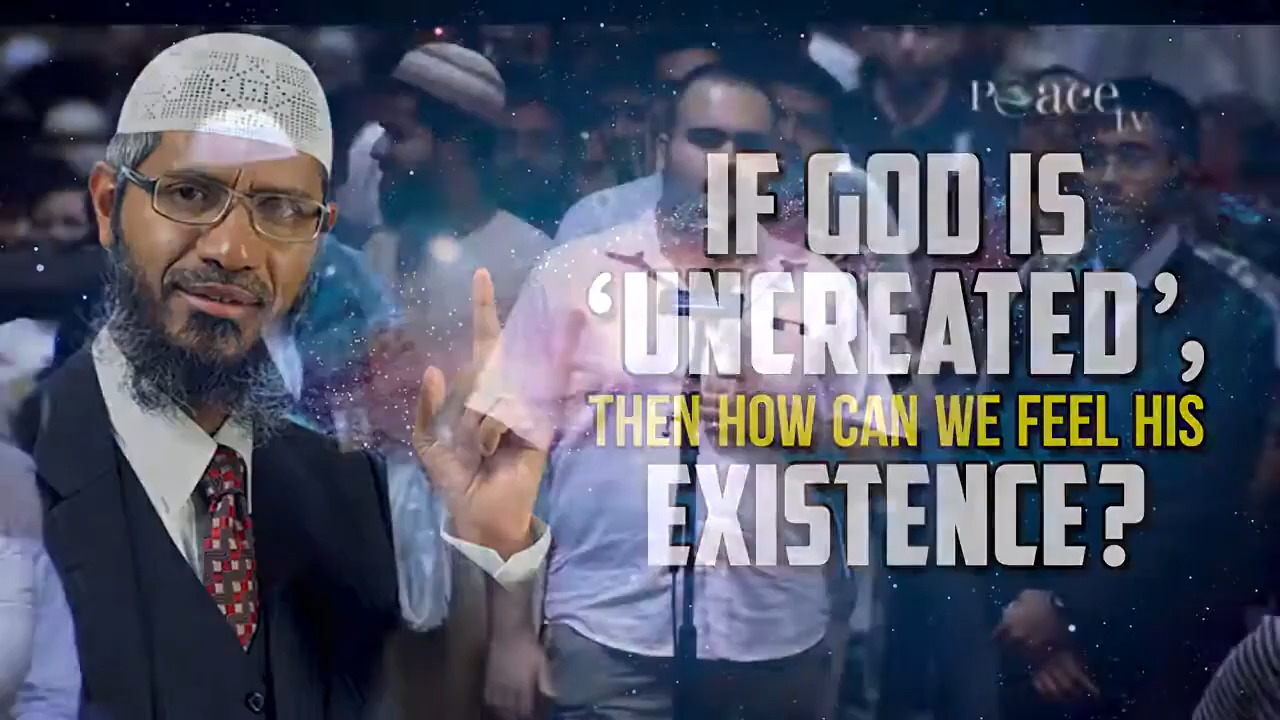 Peace
tv
IF GOD IS
‘UNCREATED’,
THEN HOW CAN WE FEEL HIS
EXISTENCE?